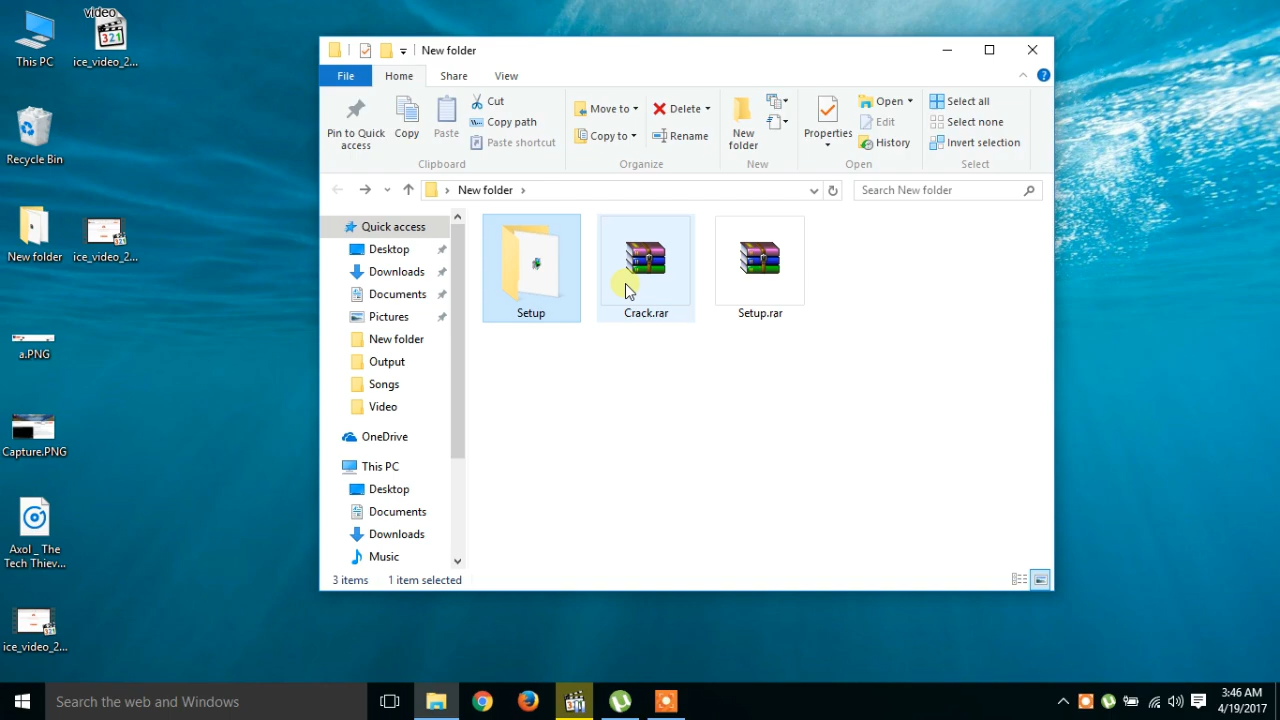 This PC
video
321
ice_video_2...
Recycle Bin
New folder
ice_video_2...
a.PNG
Capture.PNG
Axol _ The
Tech Thiev...
ice_video_2...
New folder
File
Home
Share
View
Pin to Quick
access
Copy
Paste
Cut
Copy path
Paste shortcut
Clipboard
Move to
Copy to
Delete
Rename
Organize
New
folder
New
Properties
Open
Edit
History
Open
Select all
Select none
Invert selection
Select
New folder
Search New folder
Quick access
Desktop
Downloads
Documents
Pictures
New folder
Output
Songs
Video
OneDrive
This PC
Desktop
Documents
Downloads
Music
Setup
Crack.rar
Setup.rar
3 items
1 item selected
Search the web and Windows
3:46 AM
4/19/2017